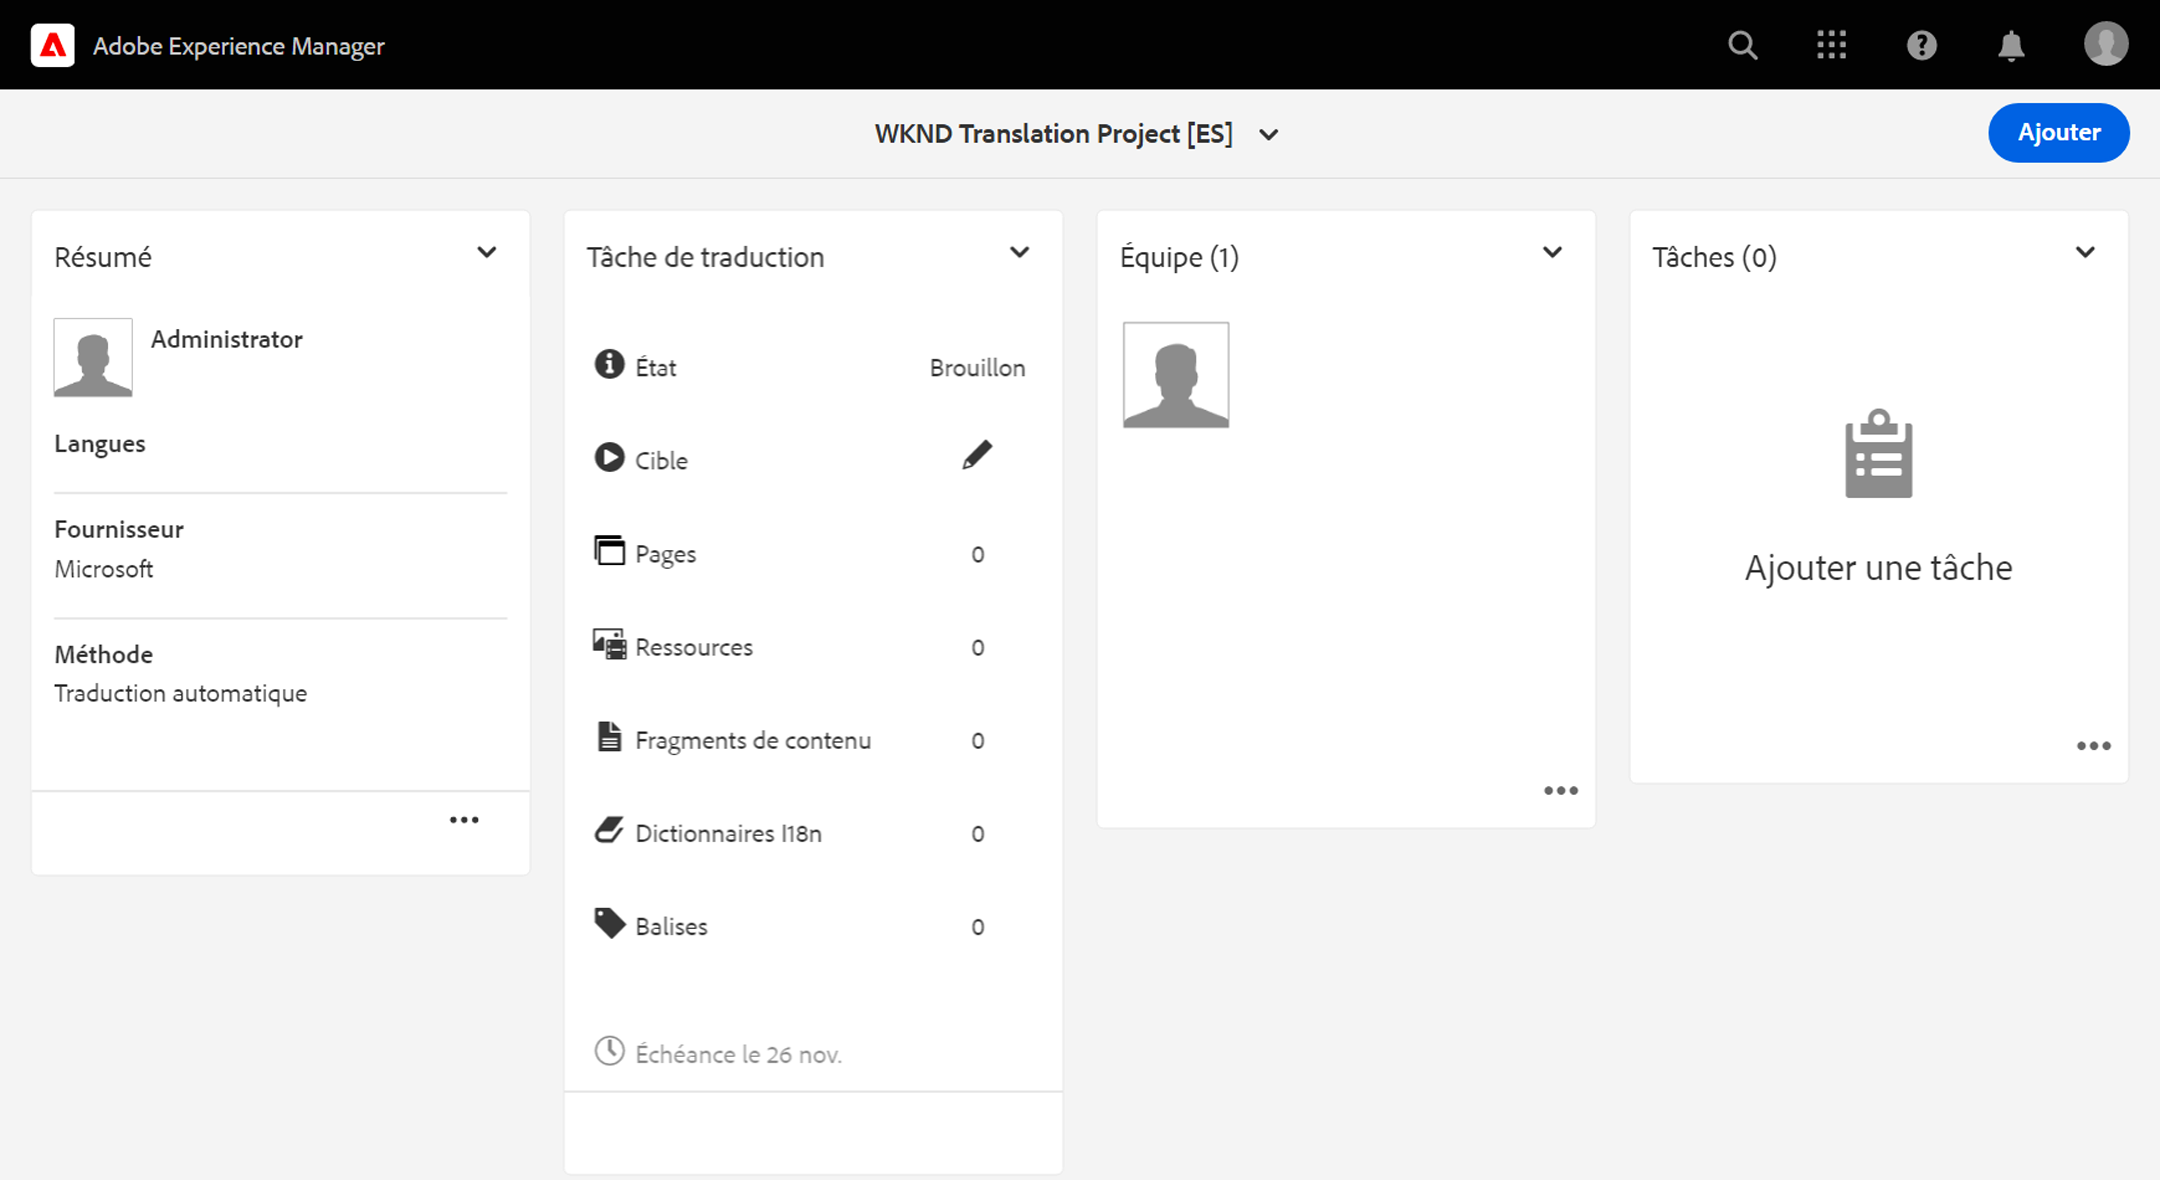 Adobe Experience Manager
WKND Translation Project [ES]
Ajouter
Résumé
Administrator
Langues
Fournisseur
Microsoft
Méthode
Traduction automatique
Tâche de traduction
État Brouillon
Cible
Pages 0
Ressources 0
Fragments de contenu 0
Dictionnaires I18n 0
Balises 0
Échéance le 26 nov.
Équipe (1)
Tâches (0)
Ajouter une tâche